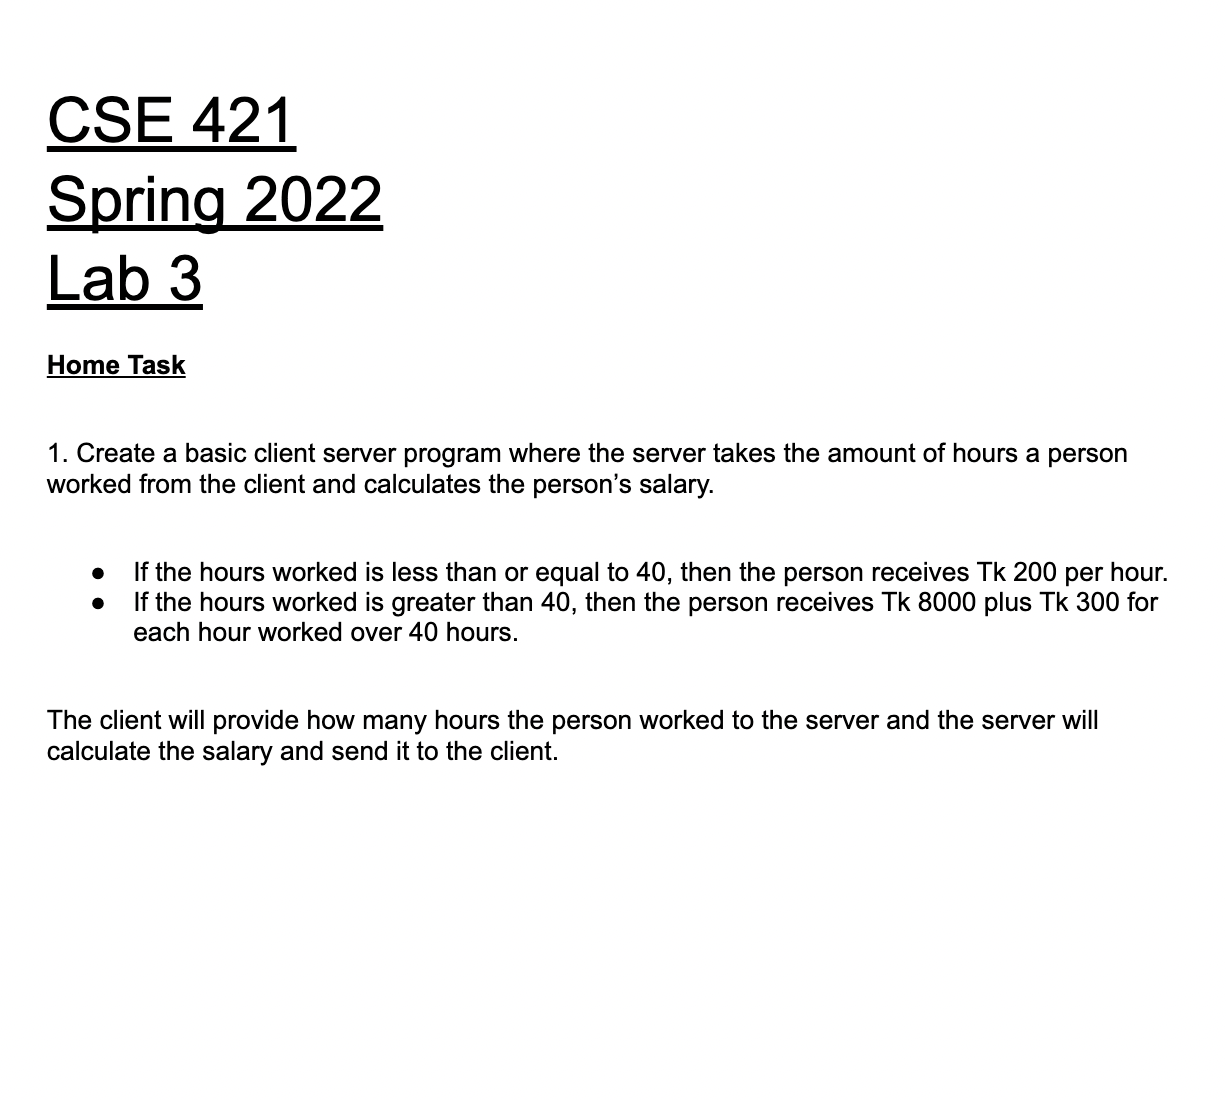 CSE 421
Spring 2022
Lab 3
Home Task
1. Create a basic client server program where the server takes the amount of hours a person
worked from the client and calculates the person’s salary.
● If the hours worked is less than or equal to 40, then the person receives Tk 200 per hour.
● If the hours worked is greater than 40, then the person receives Tk 8000 plus Tk 300 for
each hour worked over 40 hours.
The client will provide how many hours the person worked to the server and the server will
calculate the salary and send it to the client.